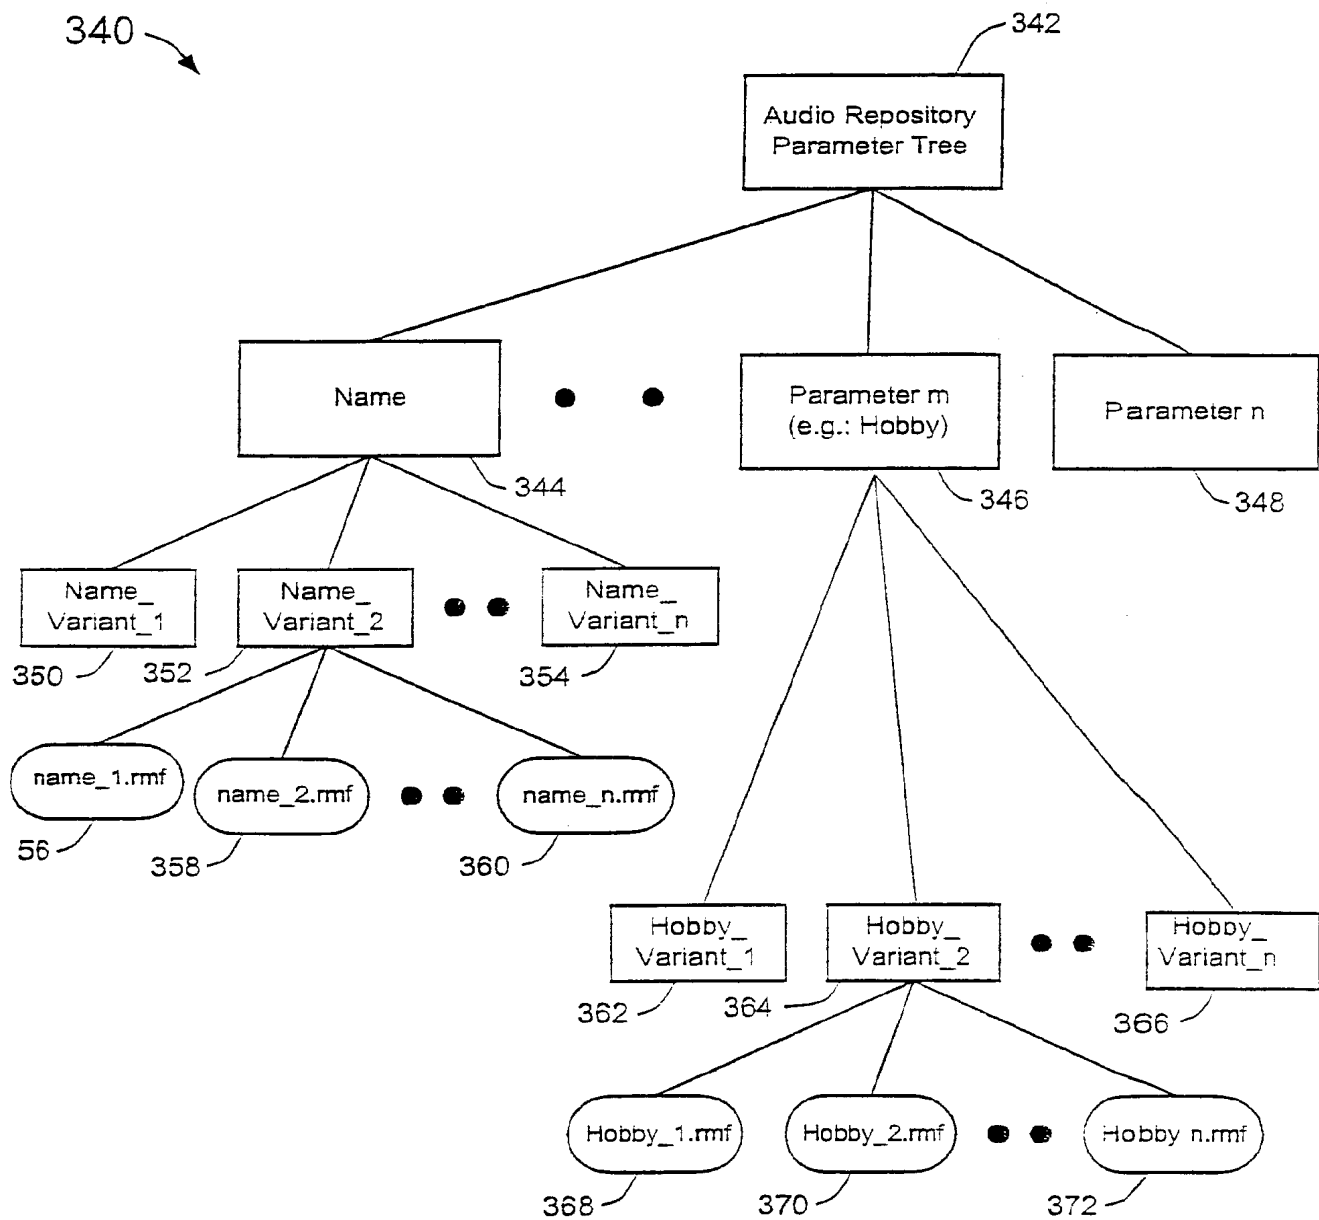 340
342
Audio Repository
Parameter Tree
Name
Parameter m
(e.g.: Hobby)
Parameter n
344
346
348
Name_
Variant_1
Name_
Variant_2
Name_
Variant_n
350
352
354
name_1.rmf
name_2.rmf
name_n.rmf
56
358
360
Hobby_
Variant_1
Hobby_
Variant_2
Hobby_
Variant_n
362
364
366
Hobby_1.rmf
Hobby_2.rmf
Hobby n.rmf
368
370
372